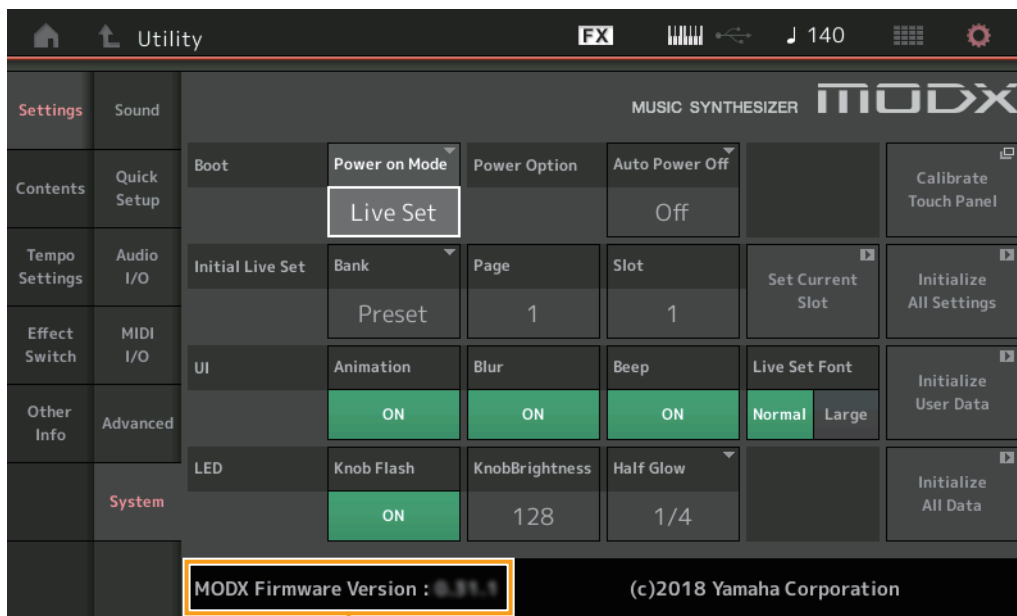 Utility
FX
♩ 140
Settings
Sound
MUSIC SYNTHESIZER MODX
Boot
Power on Mode
Power Option
Auto Power Off
Calibrate
Touch Panel
Contents
Quick
Setup
Live Set
Off
Tempo
Settings
Audio
I/O
Initial Live Set
Bank
Page
Slot
Set Current
Slot
Initialize
All Settings
Preset
1
1
Effect
Switch
MIDI
I/O
UI
Animation
Blur
Beep
Live Set Font
Initialize
User Data
ON
ON
ON
Normal
Large
Other
Info
Advanced
LED
Knob Flash
KnobBrightness
Half Glow
Initialize
All Data
System
ON
128
1/4
MODX Firmware Version :
(c)2018 Yamaha Corporation